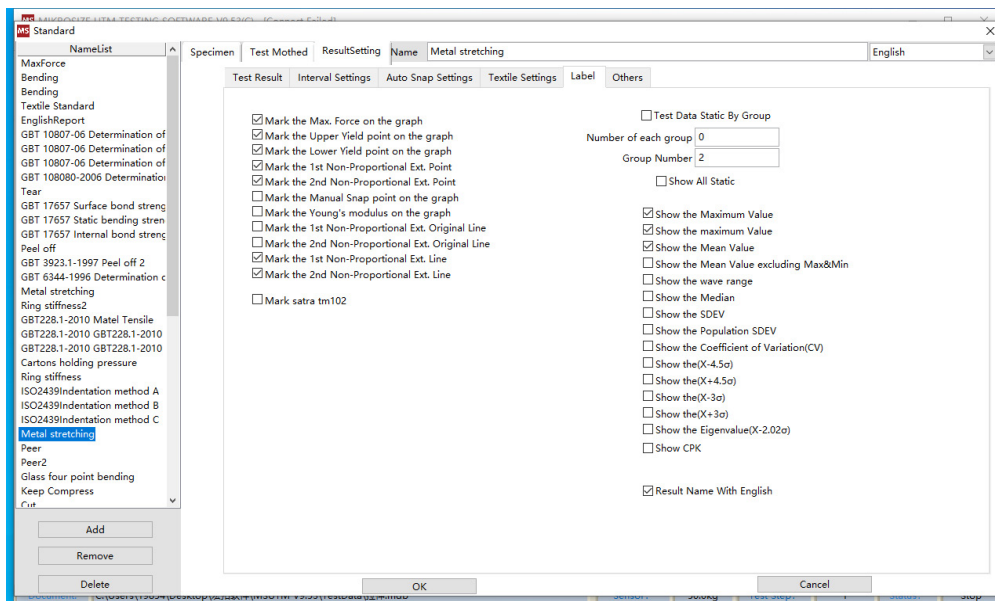 MS MIKROSIZE UTM TESTING SOFTWARE V9.53(C) - [Connect Failed]
MS Standard
NameList
MaxForce
Bending
Bending
Textile Standard
EnglishReport
GBT 10807-06 Determination of
GBT 10807-06 Determination of
GBT 10807-06 Determination of
GBT 108080-2006 Determination
Tear
GBT 17657 Surface bond streng
GBT 17657 Static bending stren
GBT 17657 Internal bond streng
Peel off
GBT 3923.1-1997 Peel off 2
GBT 6344-1996 Determination c
Metal stretching
Ring stiffness2
GBT228.1-2010 Matel Tensile
GBT228.1-2010 GBT228.1-2010
GBT228.1-2010 GBT228.1-2010
Cartons holding pressure
Ring stiffness
ISO2439Indentation method A
ISO2439Indentation method B
ISO2439Indentation method C
Metal stretching
Peer
Peer2
Glass four point bending
Keep Compress
Cut
Add
Remove
Delete
Specimen Test Mothed ResultSetting Name Metal stretching English
Test Result Interval Settings Auto Snap Settings Textile Settings Label Others
Mark the Max. Force on the graph
Mark the Upper Yield point on the graph
Mark the Lower Yield point on the graph
Mark the 1st Non-Proportional Ext. Point
Mark the 2nd Non-Proportional Ext. Point
Mark the Manual Snap point on the graph
Mark the Young's modulus on the graph
Mark the 1st Non-Proportional Ext. Original Line
Mark the 2nd Non-Proportional Ext. Original Line
Mark the 1st Non-Proportional Ext. Line
Mark the 2nd Non-Proportional Ext. Line
Mark satra tm102
Test Data Static By Group
Number of each group 0
Group Number 2
Show All Static
Show the Maximum Value
Show the maximum Value
Show the Mean Value
Show the Mean Value excluding Max&Min
Show the wave range
Show the Median
Show the SDEV
Show the Population SDEV
Show the Coefficient of Variation(CV)
Show the(X-4.5σ)
Show the(X+4.5σ)
Show the(X-3σ)
Show the(X+3σ)
Show the Eigenvalue(X-2.02σ)
Show CPK
Result Name With English
OK
Cancel